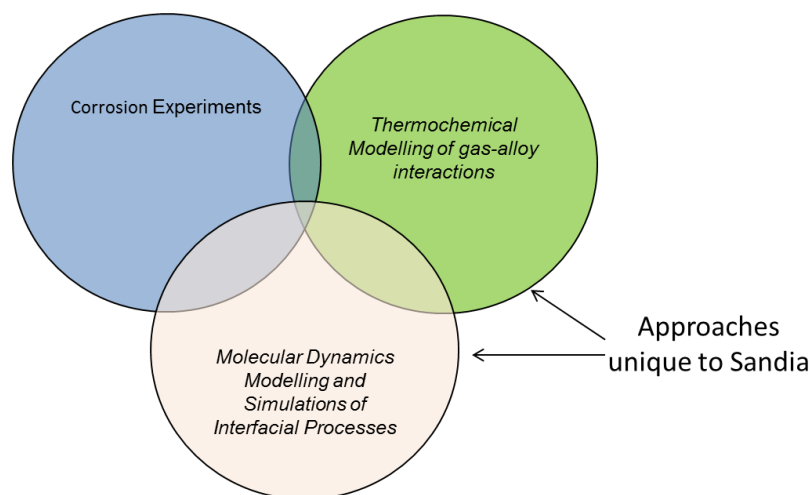 Corrosion Experiments
Thermochemical
Modelling of gas-alloy
interactions
Molecular Dynamics
Modelling and
Simulations of
Interfacial Processes
Approaches
unique to Sandia